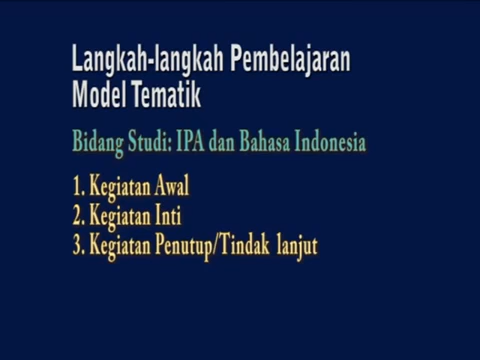 Langkah-langkah Pembelajaran
Model Tematik
Bidang Studi: IPA dan Bahasa Indonesia
1. Kegiatan Awal
2. Kegiatan Inti
3. Kegiatan Penutup/Tindak lanjut